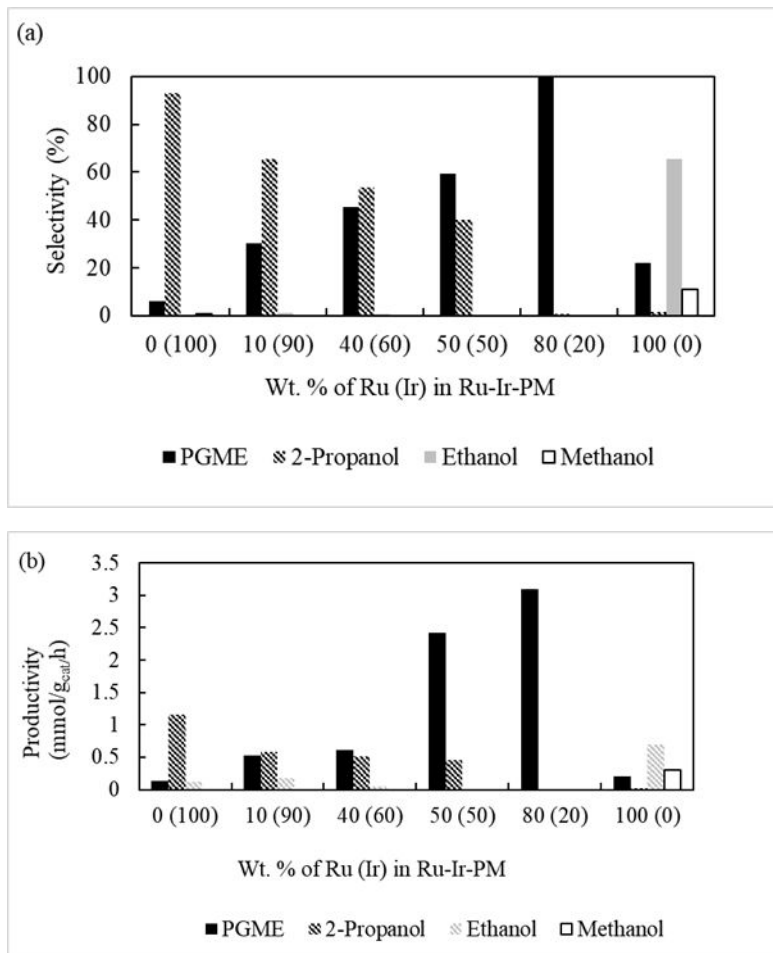 (a)
100
80
60
40
20
0
Selectivity (%)
0 (100) 10 (90) 40 (60) 50 (50) 80 (20) 100 (0)
Wt. % of Ru (Ir) in Ru-Ir-PM
PGME 2-Propanol Ethanol Methanol
(b)
3.5
3
2.5
2
1.5
1
0.5
0
Productivity
(mmol/gcat/h)
0 (100) 10 (90) 40 (60) 50 (50) 80 (20) 100 (0)
Wt. % of Ru (Ir) in Ru-Ir-PM
PGME 2-Propanol Ethanol Methanol